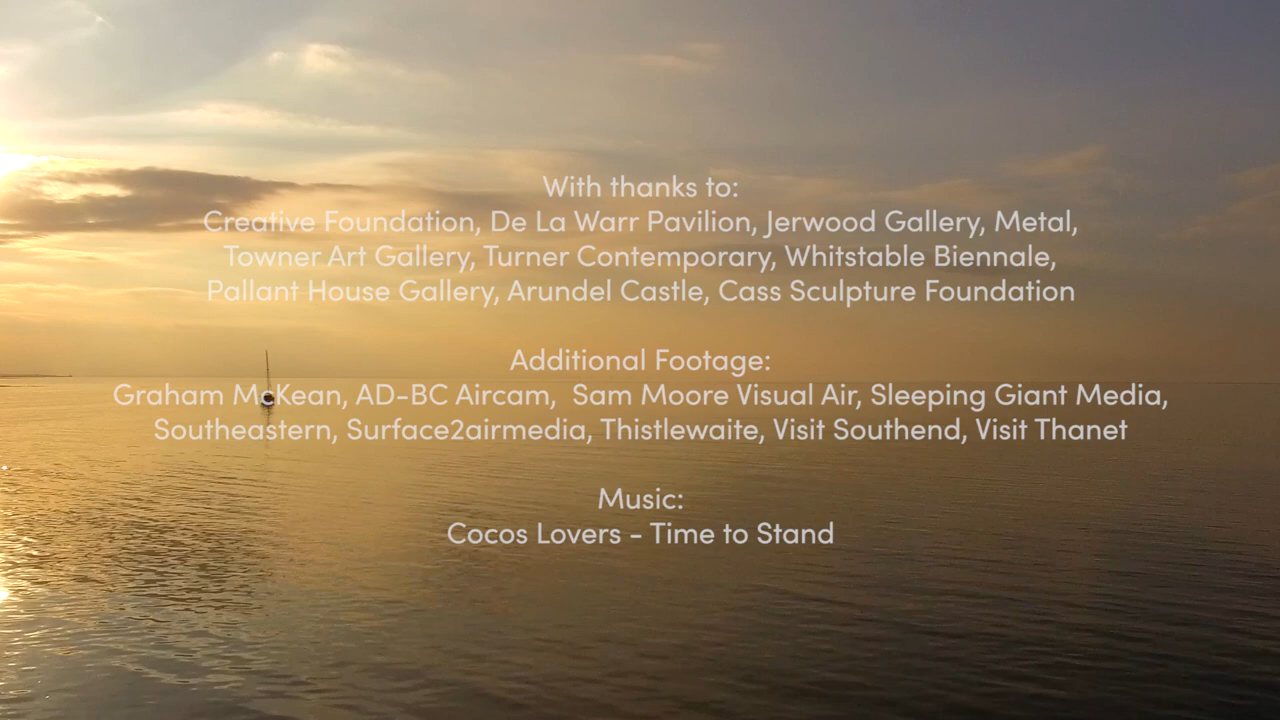 With thanks to:
Creative Foundation, De La Warr Pavilion, Jerwood Gallery, Metal,
Towner Art Gallery, Turner Contemporary, Whitstable Biennale,
Pallant House Gallery, Arundel Castle, Cass Sculpture Foundation
Additional Footage:
Graham McKean, AD-BC Aircam,  Sam Moore Visual Air, Sleeping Giant Media,
Southeastern, Surface2airmedia, Thistlewaite, Visit Southend, Visit Thanet
Music:
Cocos Lovers - Time to Stand